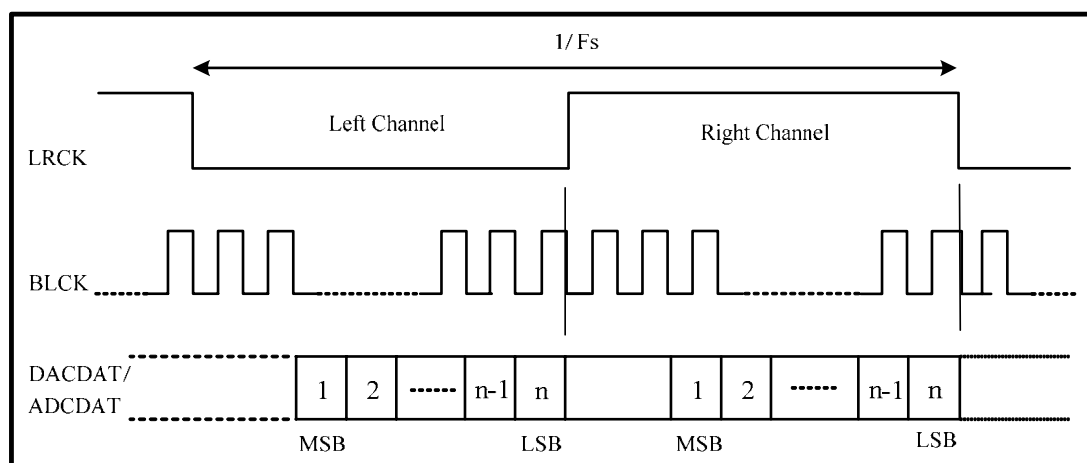 1/Fs
Left Channel
Right Channel
LRCK
BLCK
DACDAT/
ADCDAT
1 2 n-1 n 1 2 n-1 n
MSB LSB MSB LSB